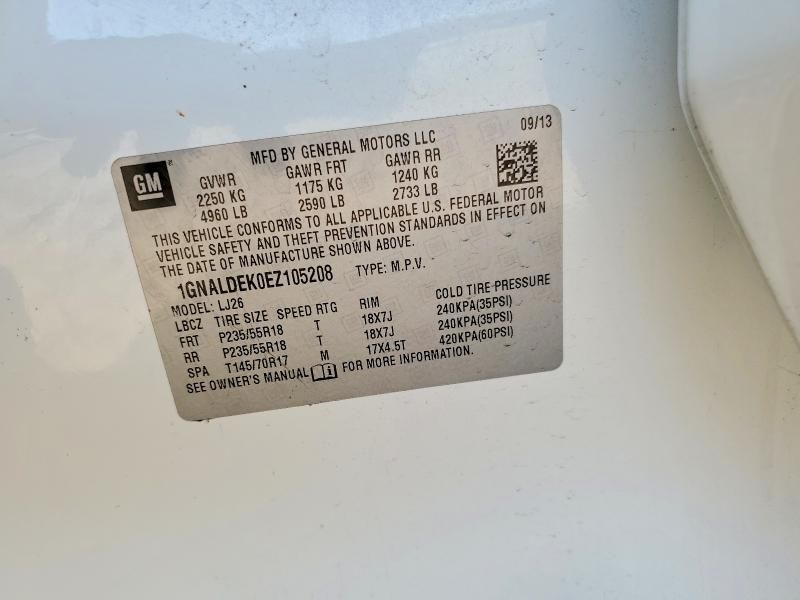 09/13
MFD BY GENERAL MOTORS LLC
GM®
GVWR GAWR FRT GAWR RR
2250 KG 1175 KG 1240 KG
4960 LB 2590 LB 2733 LB
THIS VEHICLE CONFORMS TO ALL APPLICABLE U.S. FEDERAL MOTOR
VEHICLE SAFETY AND THEFT PREVENTION STANDARDS IN EFFECT ON
THE DATE OF MANUFACTURE SHOWN ABOVE.
1GNALDEK0EZ105208 TYPE: M.P.V.
MODEL: LJ26
LBCZ TIRE SIZE SPEED RTG RIM COLD TIRE PRESSURE
FRT P235/55R18 T 18X7J 240KPA(35PSI)
RR P235/55R18 T 18X7J 240KPA(35PSI)
SPA T145/70R17 M 17X4.5T 420KPA(60PSI)
SEE OWNER'S MANUAL FOR MORE INFORMATION.